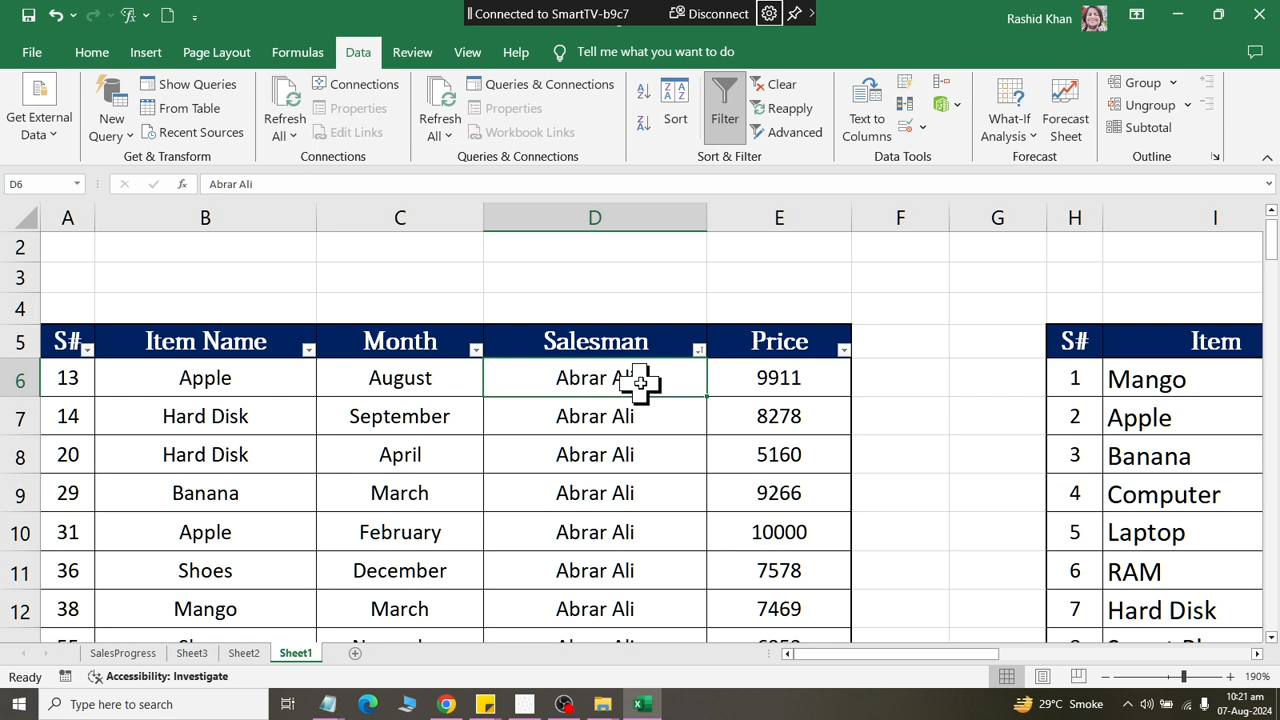 Connected to SmartTV-b9c7 Disconnect
Rashid Khan
File Home Insert Page Layout Formulas Data Review View Help Tell me what you want to do
Get External Data
New Query
Show Queries
From Table
Recent Sources
Get & Transform
Refresh All
Connections
Properties
Edit Links
Connections
Refresh All
Queries & Connections
Properties
Workbook Links
Queries & Connections
Sort
Filter
Clear
Reapply
Advanced
Sort & Filter
Text to Columns
Data Tools
What-If Analysis
Forecast Sheet
Forecast
Group
Ungroup
Subtotal
Outline
D6 fx Abrar Ali
A B C D E F G H I
2
3
4
5 S# Item Name Month Salesman Price S# Item
6 13 Apple August Abrar Ali 9911 1 Mango
7 14 Hard Disk September Abrar Ali 8278 2 Apple
8 20 Hard Disk April Abrar Ali 5160 3 Banana
9 29 Banana March Abrar Ali 9266 4 Computer
10 31 Apple February Abrar Ali 10000 5 Laptop
11 36 Shoes December Abrar Ali 7578 6 RAM
12 38 Mango March Abrar Ali 7469 7 Hard Disk
SalesProgress Sheet3 Sheet2 Sheet1
Ready Accessibility: Investigate 190%
Type here to search
29°C Smoke
10:21 am
07-Aug-2024